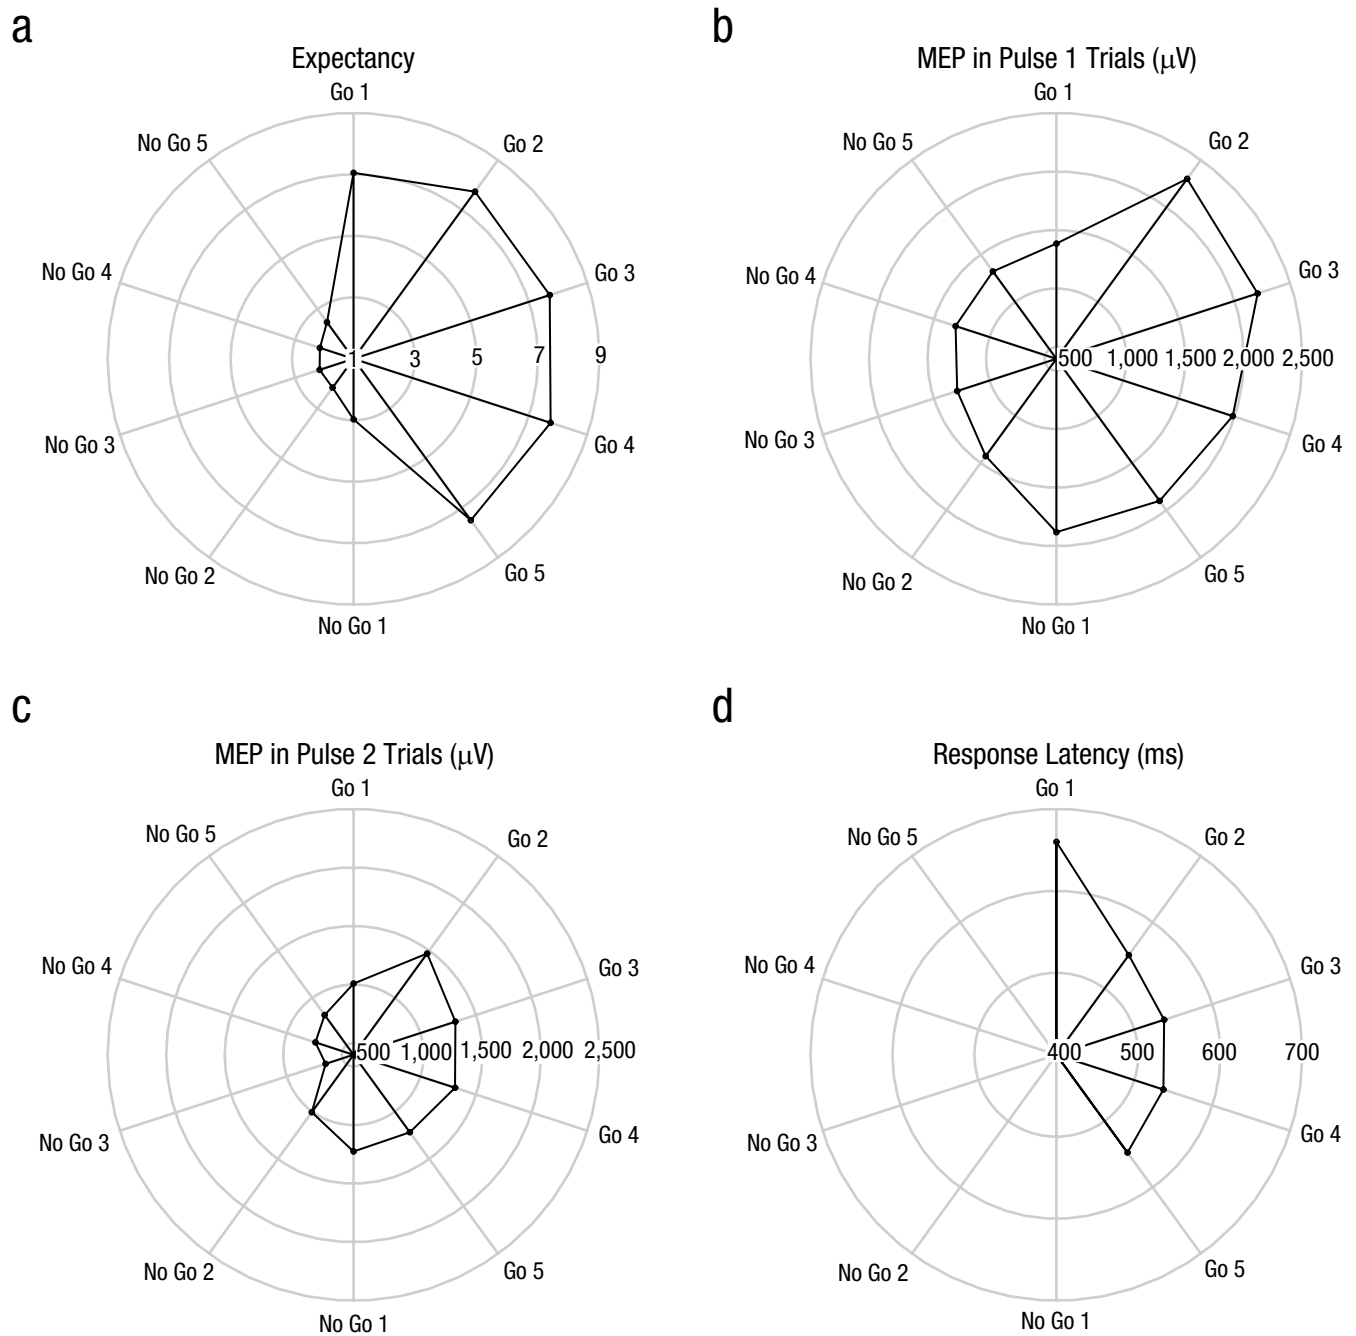 a
Expectancy
Go 1
No Go 5
Go 2
No Go 4
Go 3
1 3 5 7 9
No Go 3
Go 4
No Go 2
Go 5
No Go 1
b
MEP in Pulse 1 Trials (μV)
Go 1
No Go 5
Go 2
No Go 4
Go 3
500 1,000 1,500 2,000 2,500
No Go 3
Go 4
No Go 2
Go 5
No Go 1
c
MEP in Pulse 2 Trials (μV)
Go 1
No Go 5
Go 2
No Go 4
Go 3
500 1,000 1,500 2,000 2,500
No Go 3
Go 4
No Go 2
Go 5
No Go 1
d
Response Latency (ms)
Go 1
No Go 5
Go 2
No Go 4
Go 3
400 500 600 700
No Go 3
Go 4
No Go 2
Go 5
No Go 1